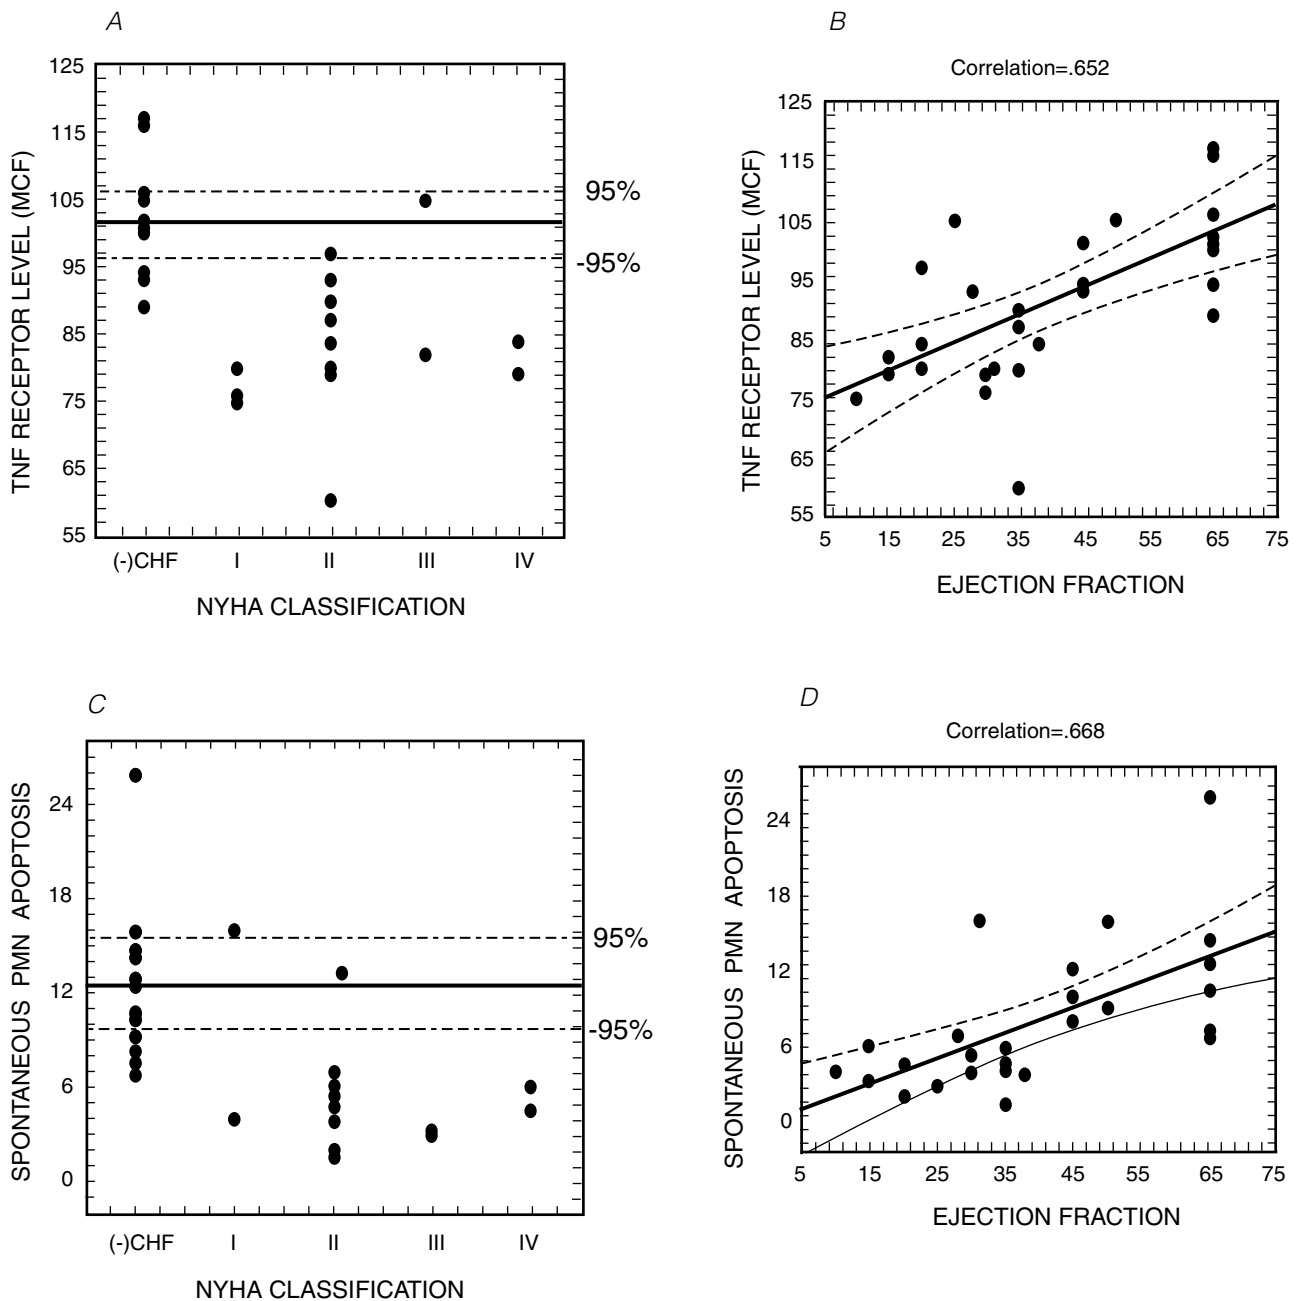 A
125
115
105
95
85
75
65
55
TNF RECEPTOR LEVEL (MCF)
95%
-95%
(-)CHF I II III IV
NYHA CLASSIFICATION
B
Correlation=.652
125
115
105
95
85
75
65
55
TNF RECEPTOR LEVEL (MCF)
5 15 25 35 45 55 65 75
EJECTION FRACTION
C
24
18
12
6
0
SPONTANEOUS PMN APOPTOSIS
95%
-95%
(-)CHF I II III IV
NYHA CLASSIFICATION
D
Correlation=.668
24
18
12
6
0
SPONTANEOUS PMN APOPTOSIS
5 15 25 35 45 55 65 75
EJECTION FRACTION